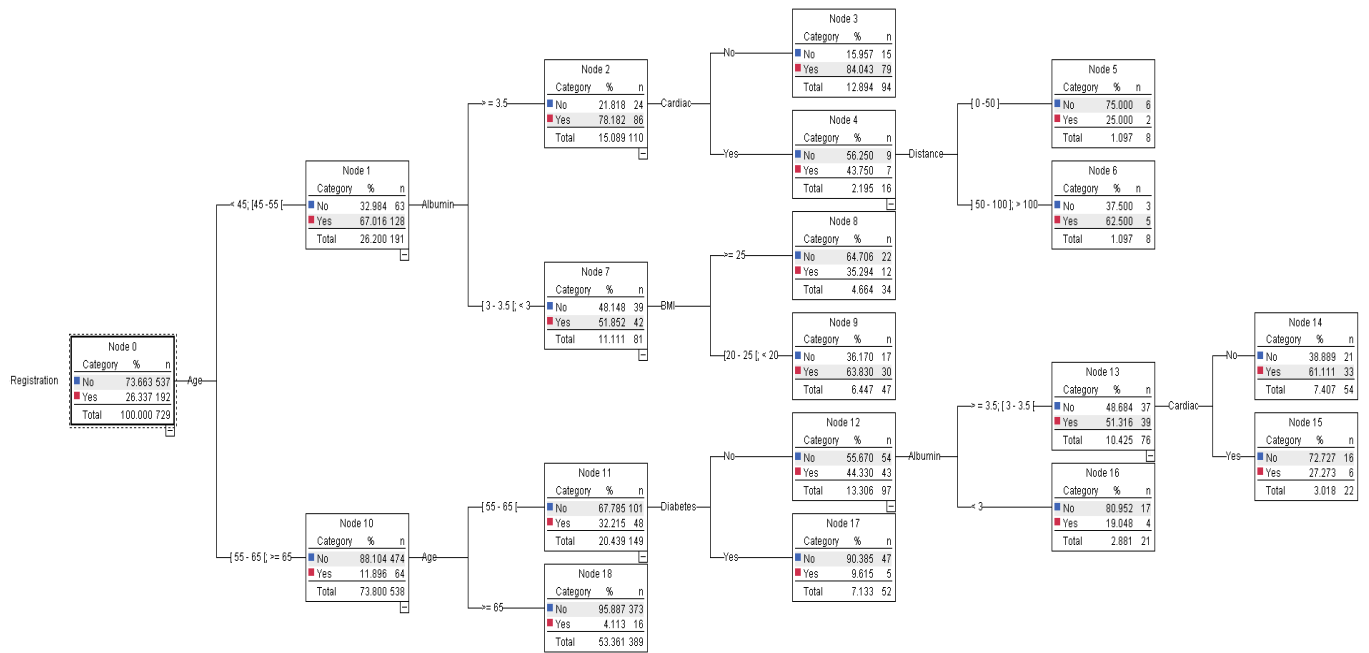 Registration
Node 0
Category % n
No 73.663 537
Yes 26.337 192
Total 100.000 729
Age
< 45; [45 -55 [
Node 1
Category % n
No 32.984 63
Yes 67.016 128
Total 26.200 191
Albumin
> = 3.5
Node 2
Category % n
No 21.818 24
Yes 78.182 86
Total 15.089 110
Cardiac
No
Node 3
Category % n
No 15.957 15
Yes 84.043 79
Total 12.894 94
Yes
Node 4
Category % n
No 56.250 9
Yes 43.750 7
Total 2.195 16
Distance
[ 0 -50 ]
Node 5
Category % n
No 75.000 6
Yes 25.000 2
Total 1.097 8
] 50 - 100 ]; > 100
Node 6
Category % n
No 37.500 3
Yes 62.500 5
Total 1.097 8
[ 3 - 3.5 [; < 3
Node 7
Category % n
No 48.148 39
Yes 51.852 42
Total 11.111 81
BMI
>= 25
Node 8
Category % n
No 64.706 22
Yes 35.294 12
Total 4.664 34
[20 - 25 [; < 20
Node 9
Category % n
No 36.170 17
Yes 63.830 30
Total 6.447 47
[ 55 - 65 [; >= 65
Node 10
Category % n
No 88.104 474
Yes 11.896 64
Total 73.800 538
Age
[ 55 - 65 [
Node 11
Category % n
No 67.785 101
Yes 32.215 48
Total 20.439 149
Diabetes
No
Node 12
Category % n
No 55.670 54
Yes 44.330 43
Total 13.306 97
Albumin
> = 3.5; [ 3 - 3.5 [
Node 13
Category % n
No 48.684 37
Yes 51.316 39
Total 10.425 76
Cardiac
No
Node 14
Category % n
No 38.889 21
Yes 61.111 33
Total 7.407 54
Yes
Node 15
Category % n
No 72.727 16
Yes 27.273 6
Total 3.018 22
< 3
Node 16
Category % n
No 80.952 17
Yes 19.048 4
Total 2.881 21
Yes
Node 17
Category % n
No 90.385 47
Yes 9.615 5
Total 7.133 52
>= 65
Node 18
Category % n
No 95.887 373
Yes 4.113 16
Total 53.361 389